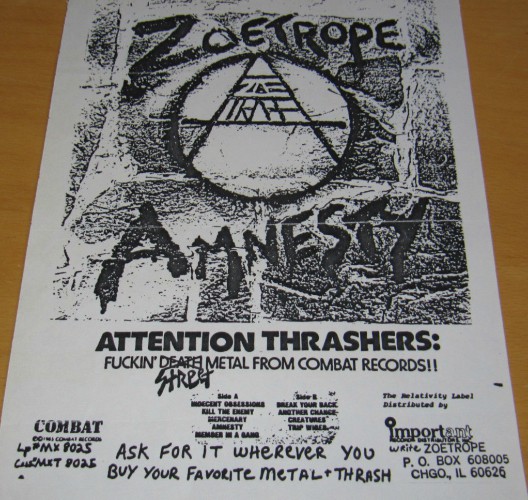 ZOETROPE
ZOE
TROPE
AMNESTY
ATTENTION THRASHERS:
FUCKIN' DEATH METAL FROM COMBAT RECORDS!!
STREET
Side A
INDECENT OBSESSIONS
KILL THE ENEMY
MERCENARY
AMNESTY
MEMBER IN A GANG
Side B
BREAK YOUR BACK
ANOTHER CHANCE
CREATURES
TRIP WIRES
The Relativity Label
Distributed by
important
RECORD DISTRIBUTORS INC
COMBAT
COMBAT RECORDS
Lp# MX 8025
Cas# MXT 8025
ASK FOR IT WHEREVER YOU
BUY YOUR FAVORITE METAL + THRASH
write ZOETROPE
P. O. BOX 608005
CHGO., IL 60626